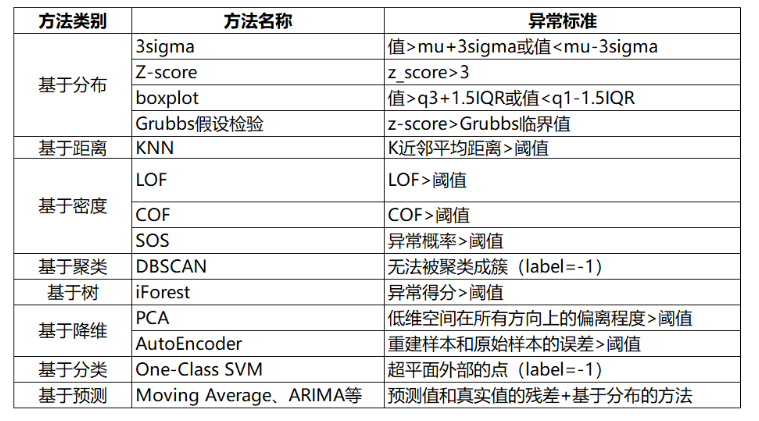 方法类别 方法名称 异常标准
基于分布 3sigma 值>mu+3sigma或值<mu-3sigma
Z-score z_score>3
boxplot 值>q3+1.5IQR或值<q1-1.5IQR
Grubbs假设检验 z-score>Grubbs临界值
基于距离 KNN K近邻平均距离>阈值
基于密度 LOF LOF>阈值
COF COF>阈值
SOS 异常概率>阈值
基于聚类 DBSCAN 无法被聚类成簇（label=-1）
基于树 iForest 异常得分>阈值
基于降维 PCA 低维空间在所有方向上的偏离程度>阈值
AutoEncoder 重建样本和原始样本的误差>阈值
基于分类 One-Class SVM 超平面外部的点（label=-1）
基于预测 Moving Average、ARIMA等 预测值和真实值的残差+基于分布的方法